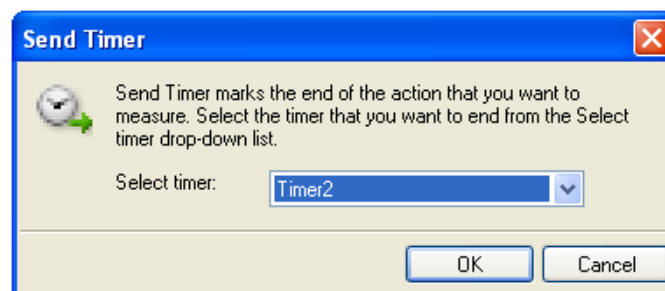 Send Timer
Send Timer marks the end of the action that you want to
measure. Select the timer that you want to end from the Select
timer drop-down list.
Select timer: Timer2
OK Cancel